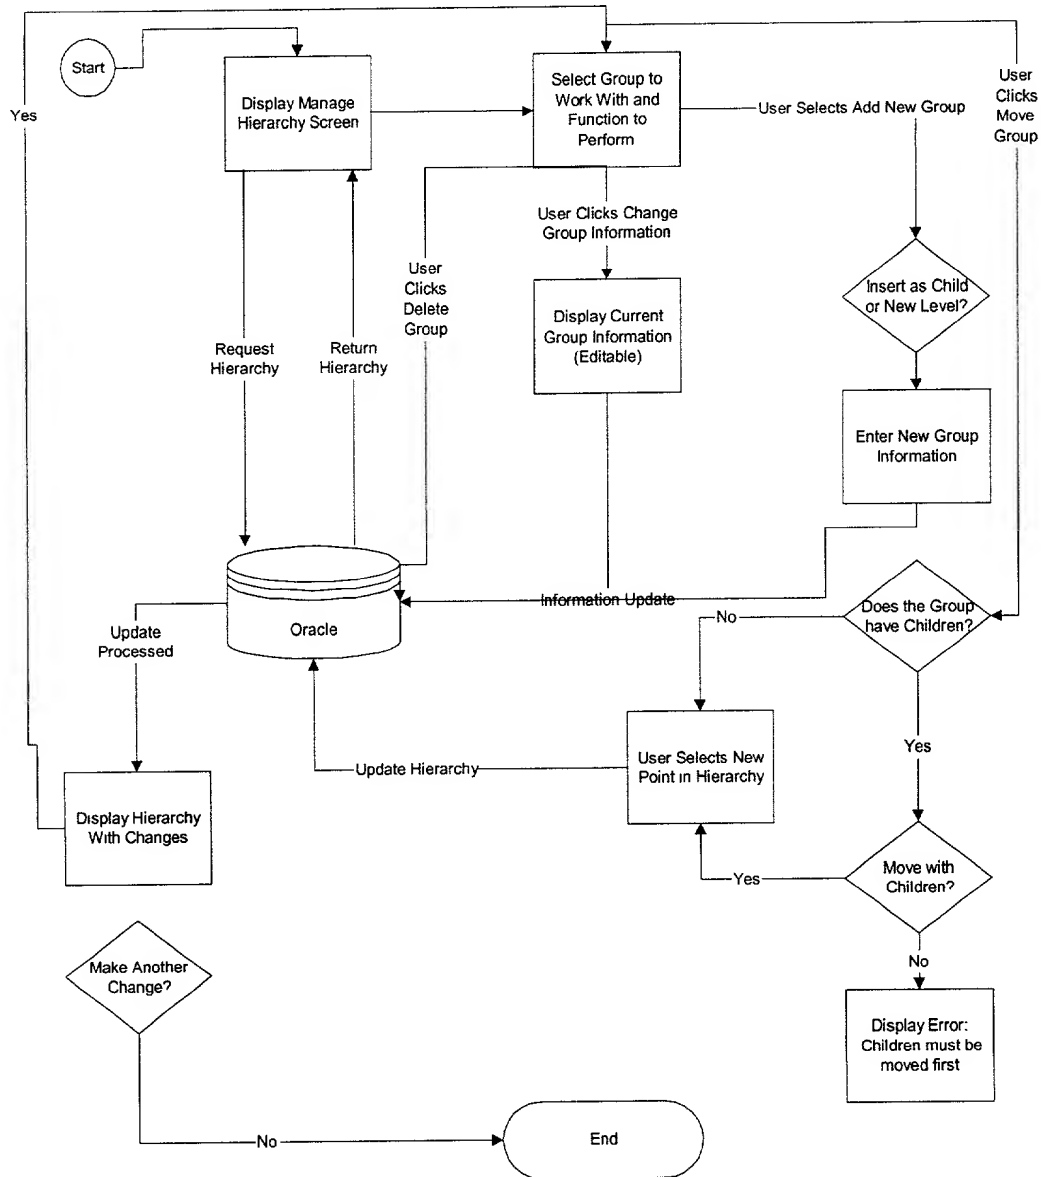 Start
Yes
Display Manage
Hierarchy Screen
Select Group to
Work With and
Function to
Perform
User Selects Add New Group
User
Clicks
Move
Group
User Clicks Change
Group Information
User
Clicks
Delete
Group
Insert as Child
or New Level?
Display Current
Group Information
(Editable)
Request
Hierarchy
Return
Hierarchy
Enter New Group
Information
Information Update
Oracle
Does the Group
have Children?
No
Update
Processed
Yes
User Selects New
Point in Hierarchy
Update Hierarchy
Display Hierarchy
With Changes
Move with
Children?
Yes
No
Make Another
Change?
Display Error:
Children must be
moved first
No
End